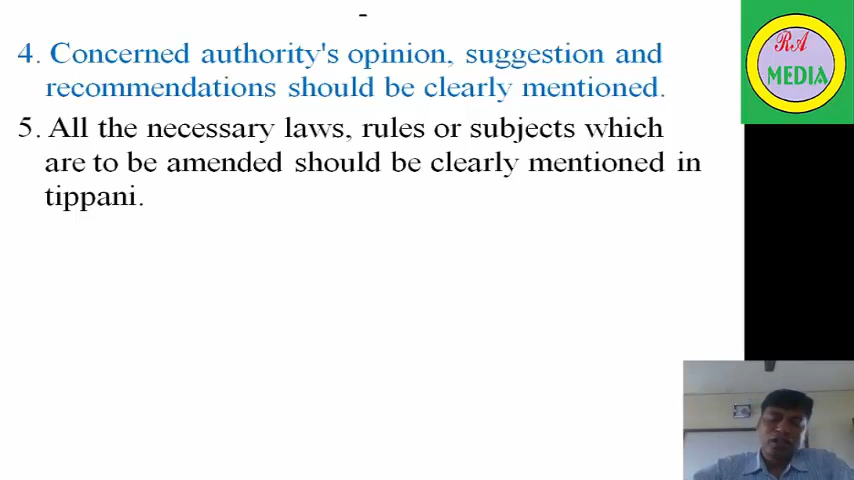 -
4. Concerned authority's opinion, suggestion and
recommendations should be clearly mentioned.
5. All the necessary laws, rules or subjects which
are to be amended should be clearly mentioned in
tippani.
RA
MEDIA